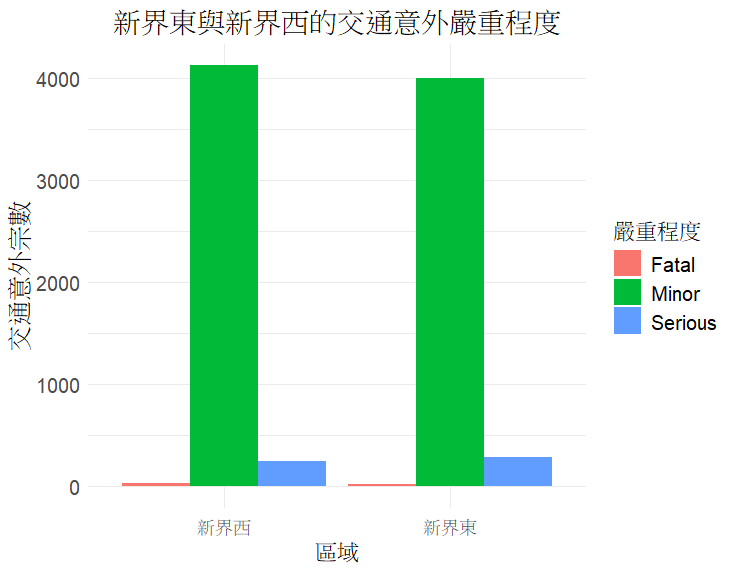 新界東與新界西的交通意外嚴重程度
交通意外宗數
4000
3000
2000
1000
0
新界西
新界東
區域
嚴重程度
Fatal
Minor
Serious